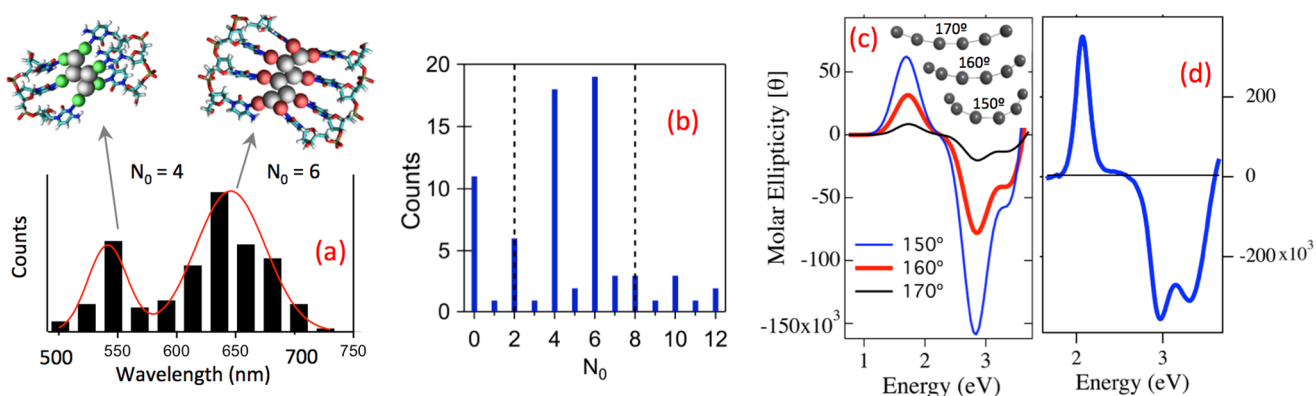 N₀ = 4
N₀ = 6
(a)
Counts
500
550
600
650
700
750
Wavelength (nm)
(b)
Counts
20
15
10
5
0
0
2
4
6
8
10
12
N₀
(c)
170º
160º
150º
Molar Ellipticity [θ]
50
0
-50
-100
-150x10³
150°
160°
170°
1
2
3
Energy (eV)
(d)
200
0
-200 x10³
2
3
Energy (eV)